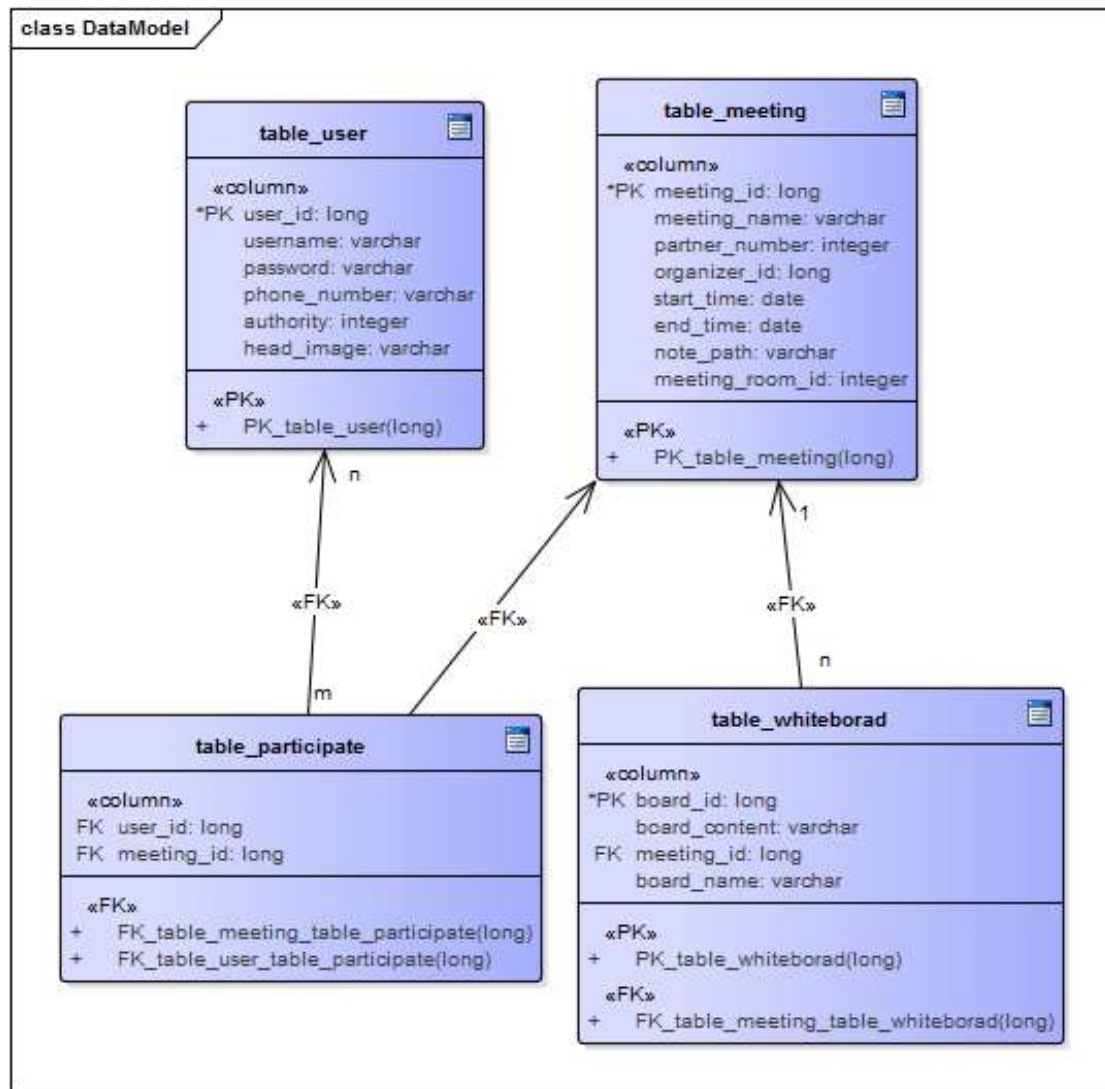 class DataModel
table_user
«column»
*PK user_id: long
username: varchar
password: varchar
phone_number: varchar
authority: integer
head_image: varchar
«PK»
+ PK_table_user(long)
table_meeting
«column»
*PK meeting_id: long
meeting_name: varchar
partner_number: integer
organizer_id: long
start_time: date
end_time: date
note_path: varchar
meeting_room_id: integer
«PK»
+ PK_table_meeting(long)
n
1
«FK»
«FK»
«FK»
m
n
table_participate
«column»
FK user_id: long
FK meeting_id: long
«FK»
+ FK_table_meeting_table_participate(long)
+ FK_table_user_table_participate(long)
table_whiteborad
«column»
*PK board_id: long
board_content: varchar
FK meeting_id: long
board_name: varchar
«PK»
+ PK_table_whiteborad(long)
«FK»
+ FK_table_meeting_table_whiteborad(long)